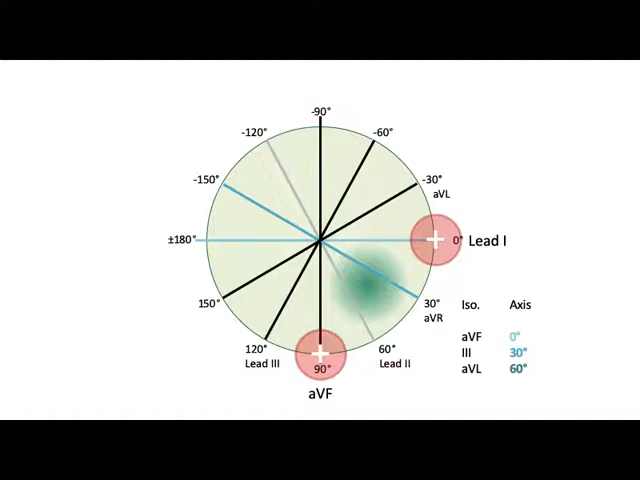 -90°
-120°
-60°
-150°
-30°
aVL
±180°
0°
Lead I
150°
30°
aVR
120°
Lead III
60°
Lead II
90°
aVF
Iso. Axis
aVF 0°
III 30°
aVL 60°